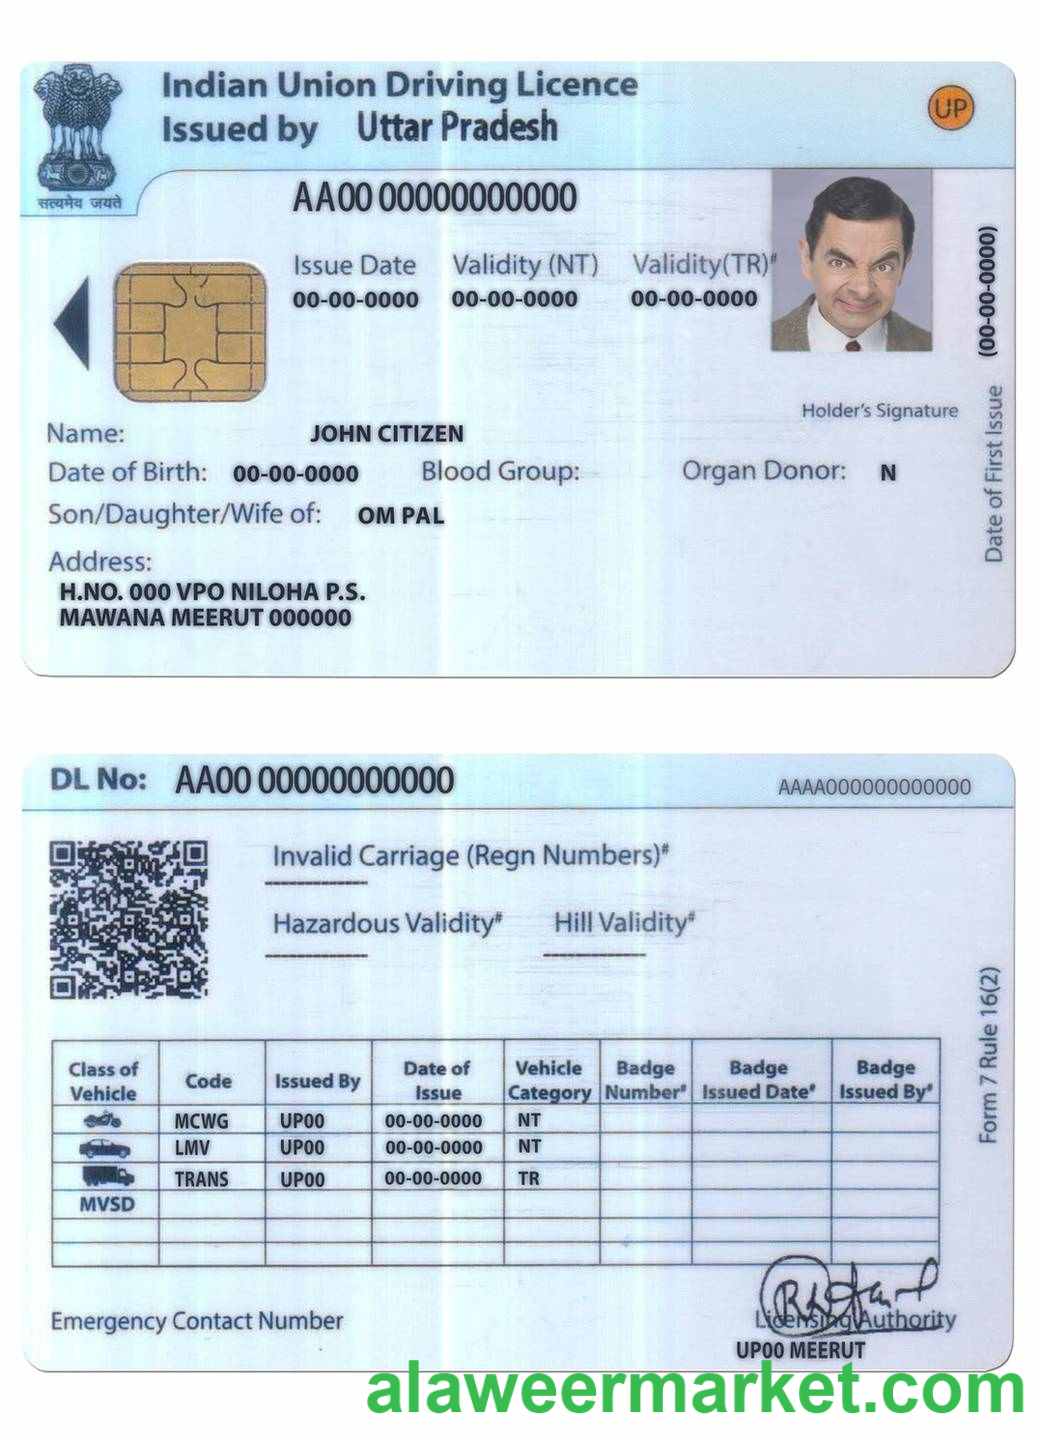 Indian Union Driving Licence
Issued by Uttar Pradesh
UP
सत्यमेव जयते
AA00 00000000000000
Issue Date Validity (NT) Validity(TR)#
00-00-0000 00-00-0000 00-00-0000
(00-00-0000)
Date of First Issue
Holder's Signature
Name: JOHN CITIZEN
Date of Birth: 00-00-0000 Blood Group: Organ Donor: N
Son/Daughter/Wife of: OM PAL
Address:
H.NO. 000 VPO NILOHA P.S.
MAWANA MEERUT 000000
DL No: AA00 00000000000000 AAAA000000000000
Invalid Carriage (Regn Numbers)#
Hazardous Validity# Hill Validity#
Form 7 Rule 16(2)
Class of Vehicle Code Issued By Date of Issue Vehicle Category Badge Number# Badge Issued Date# Badge Issued By#
MCWG UP00 00-00-0000 NT
LMV UP00 00-00-0000 NT
TRANS UP00 00-00-0000 TR
MVSD
Emergency Contact Number
Licensing Authority
UP00 MEERUT
alaweermarket.com